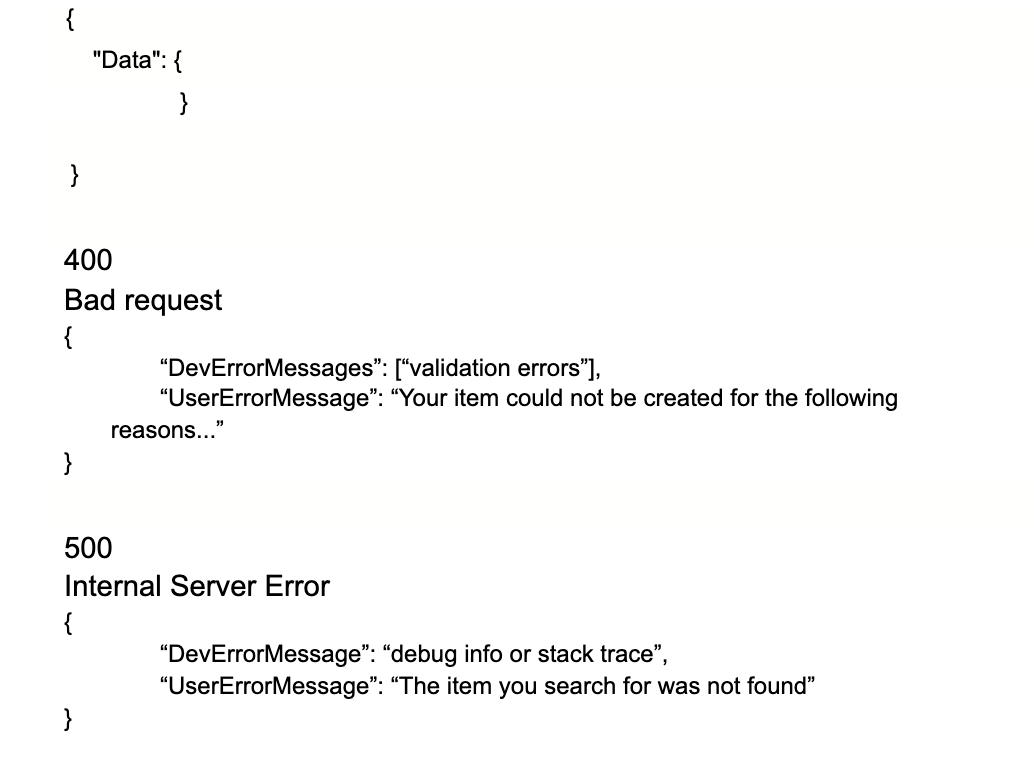 {
"Data": {
}
}
400
Bad request
{
“DevErrorMessages”: [“validation errors”],
“UserErrorMessage”: “Your item could not be created for the following
reasons...”
}
500
Internal Server Error
{
“DevErrorMessage”: “debug info or stack trace”,
“UserErrorMessage”: “The item you search for was not found”
}